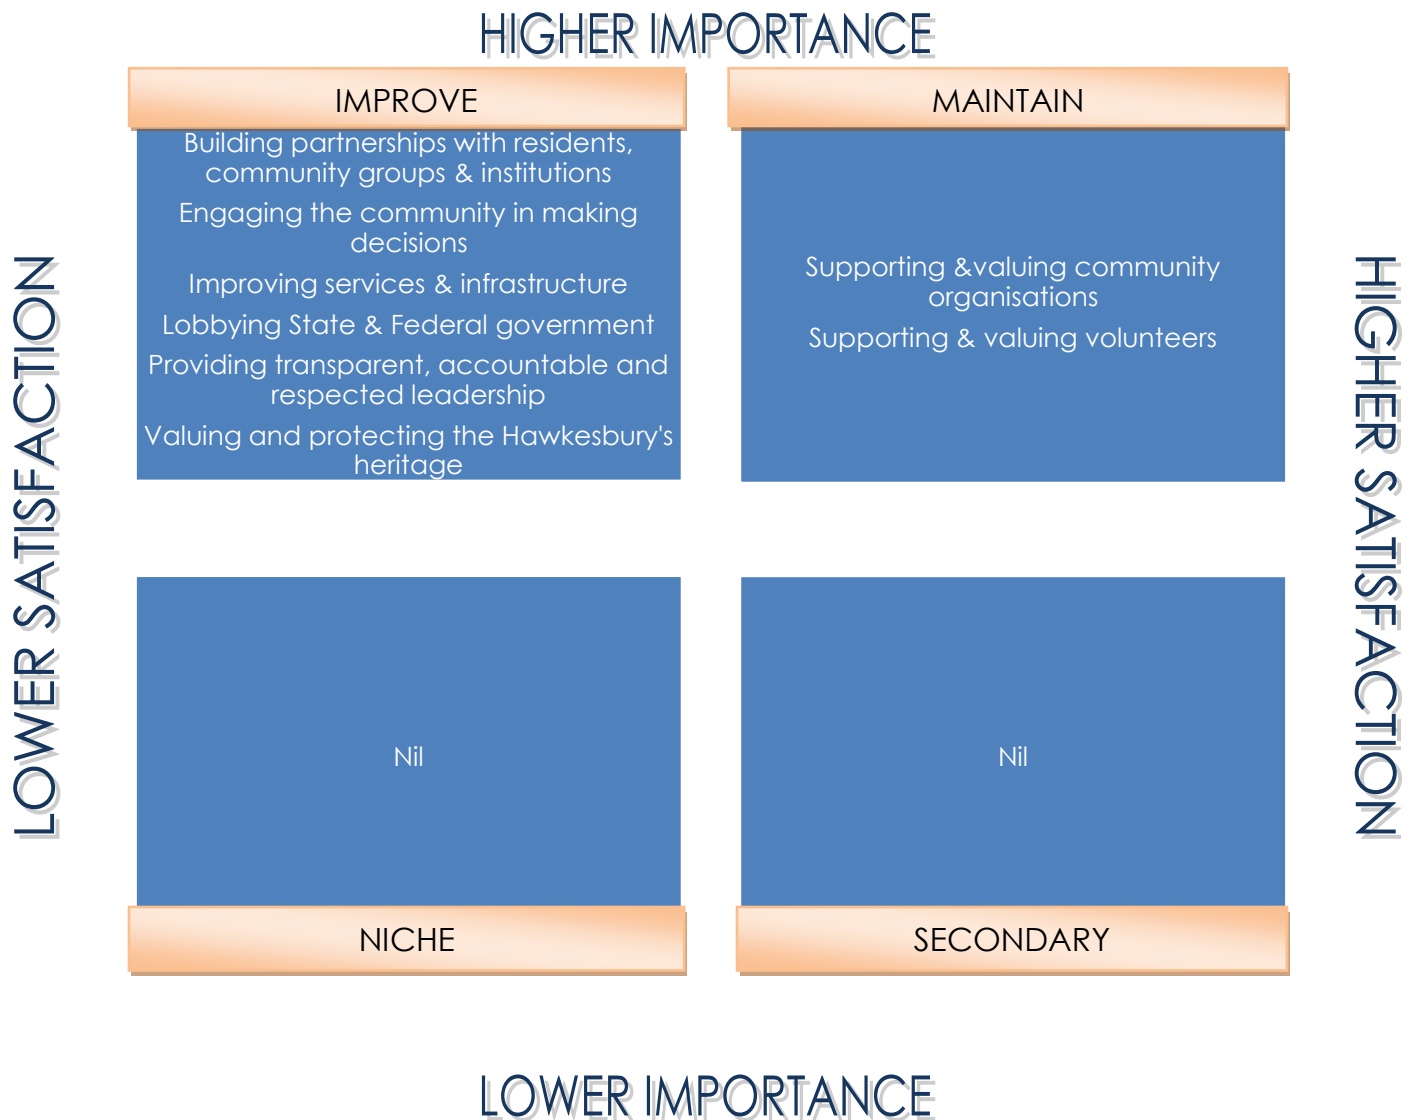 HIGHER IMPORTANCE
IMPROVE
MAINTAIN
Building partnerships with residents,
community groups & institutions
Engaging the community in making
decisions
Improving services & infrastructure
Lobbying State & Federal government
Providing transparent, accountable and
respected leadership
Valuing and protecting the Hawkesbury's
heritage
Supporting &valuing community
organisations
Supporting & valuing volunteers
LOWER SATISFACTION
HIGHER SATISFACTION
Nil
Nil
NICHE
SECONDARY
LOWER IMPORTANCE